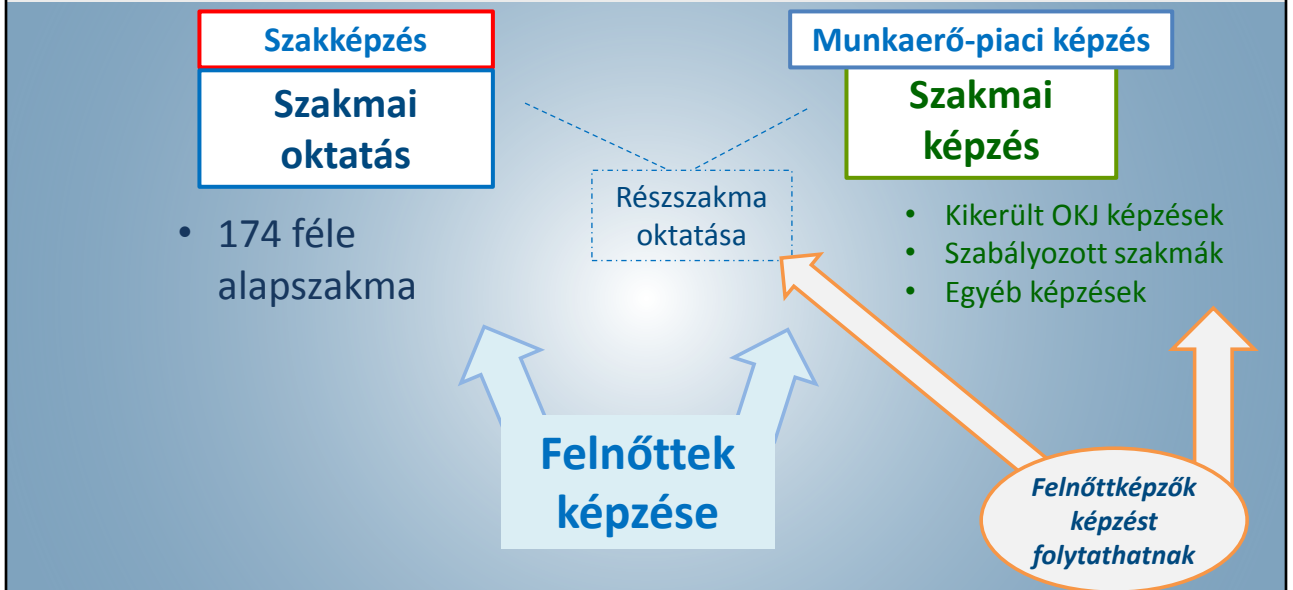 Szakképzés
Szakmai
oktatás
• 174 féle
alapszakma
Munkaerő-piaci képzés
Szakmai
képzés
• Kikerült OKJ képzések
• Szabályozott szakmák
• Egyéb képzések
Részszakma
oktatása
Felnőttek
képzése
Felnőttképzők
képzést
folytathatnak